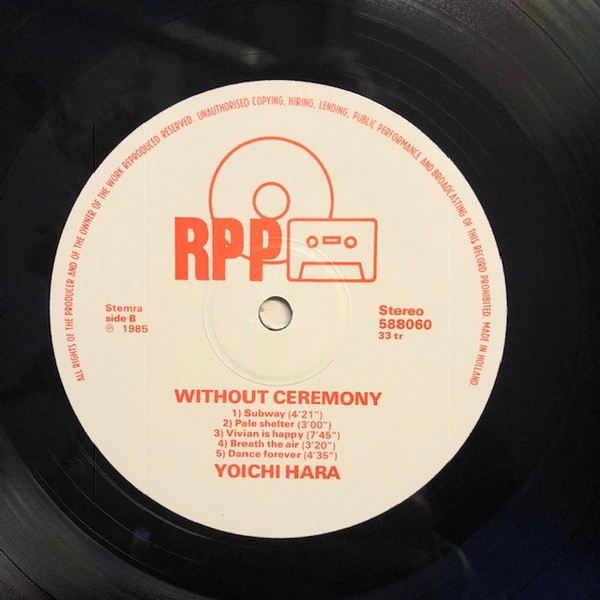 ALL RIGHTS OF THE PRODUCER AND OF THE OWNER OF THE WORK REPRODUCED RESERVED. UNAUTHORISED COPYING, HIRING, LENDING, PUBLIC PERFORMANCE AND BROADCASTING OF THIS RECORD PROHIBITED. MADE IN HOLLAND.
RPP
Stemra
side B
℗ 1985
Stereo
588060
33 tr
WITHOUT CEREMONY
1) Subway (4'21")
2) Pale shelter (3'00")
3) Vivian is happy (7'45")
4) Breath the air (3'20")
5) Dance forever (4'35")
YOICHI HARA